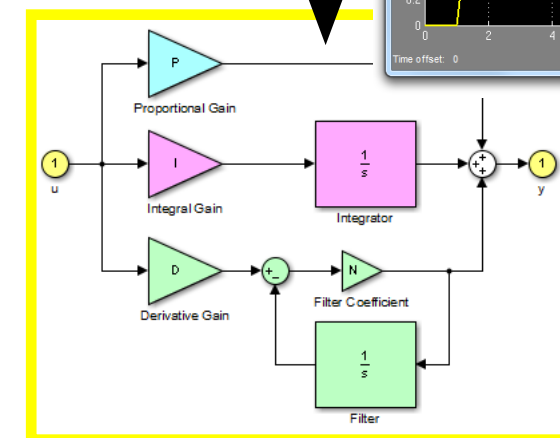 0.2
0
0
2
4
Time offset: 0
P
Proportional Gain
1
u
I
Integral Gain
1
s
Integrator
+
+
+
1
y
D
Derivative Gain
+
−
N
Filter Coefficient
1
s
Filter